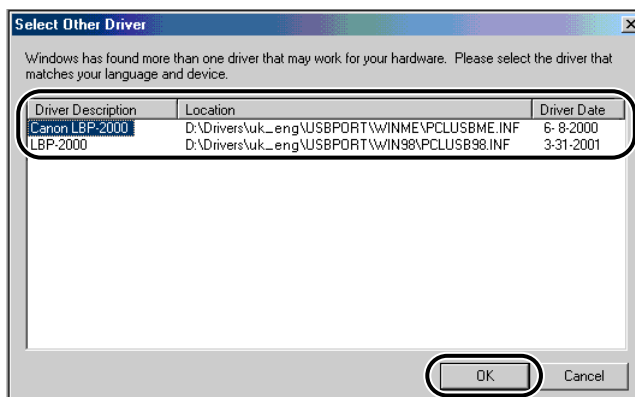 Select Other Driver
Windows has found more than one driver that may work for your hardware. Please select the driver that
matches your language and device.
Driver Description Location Driver Date
Canon LBP-2000 D:\Drivers\uk_eng\USBPORT\WINME\PCLUSBME.INF 6- 8-2000
LBP-2000 D:\Drivers\uk_eng\USBPORT\WIN98\PCLUSB98.INF 3-31-2001
OK Cancel